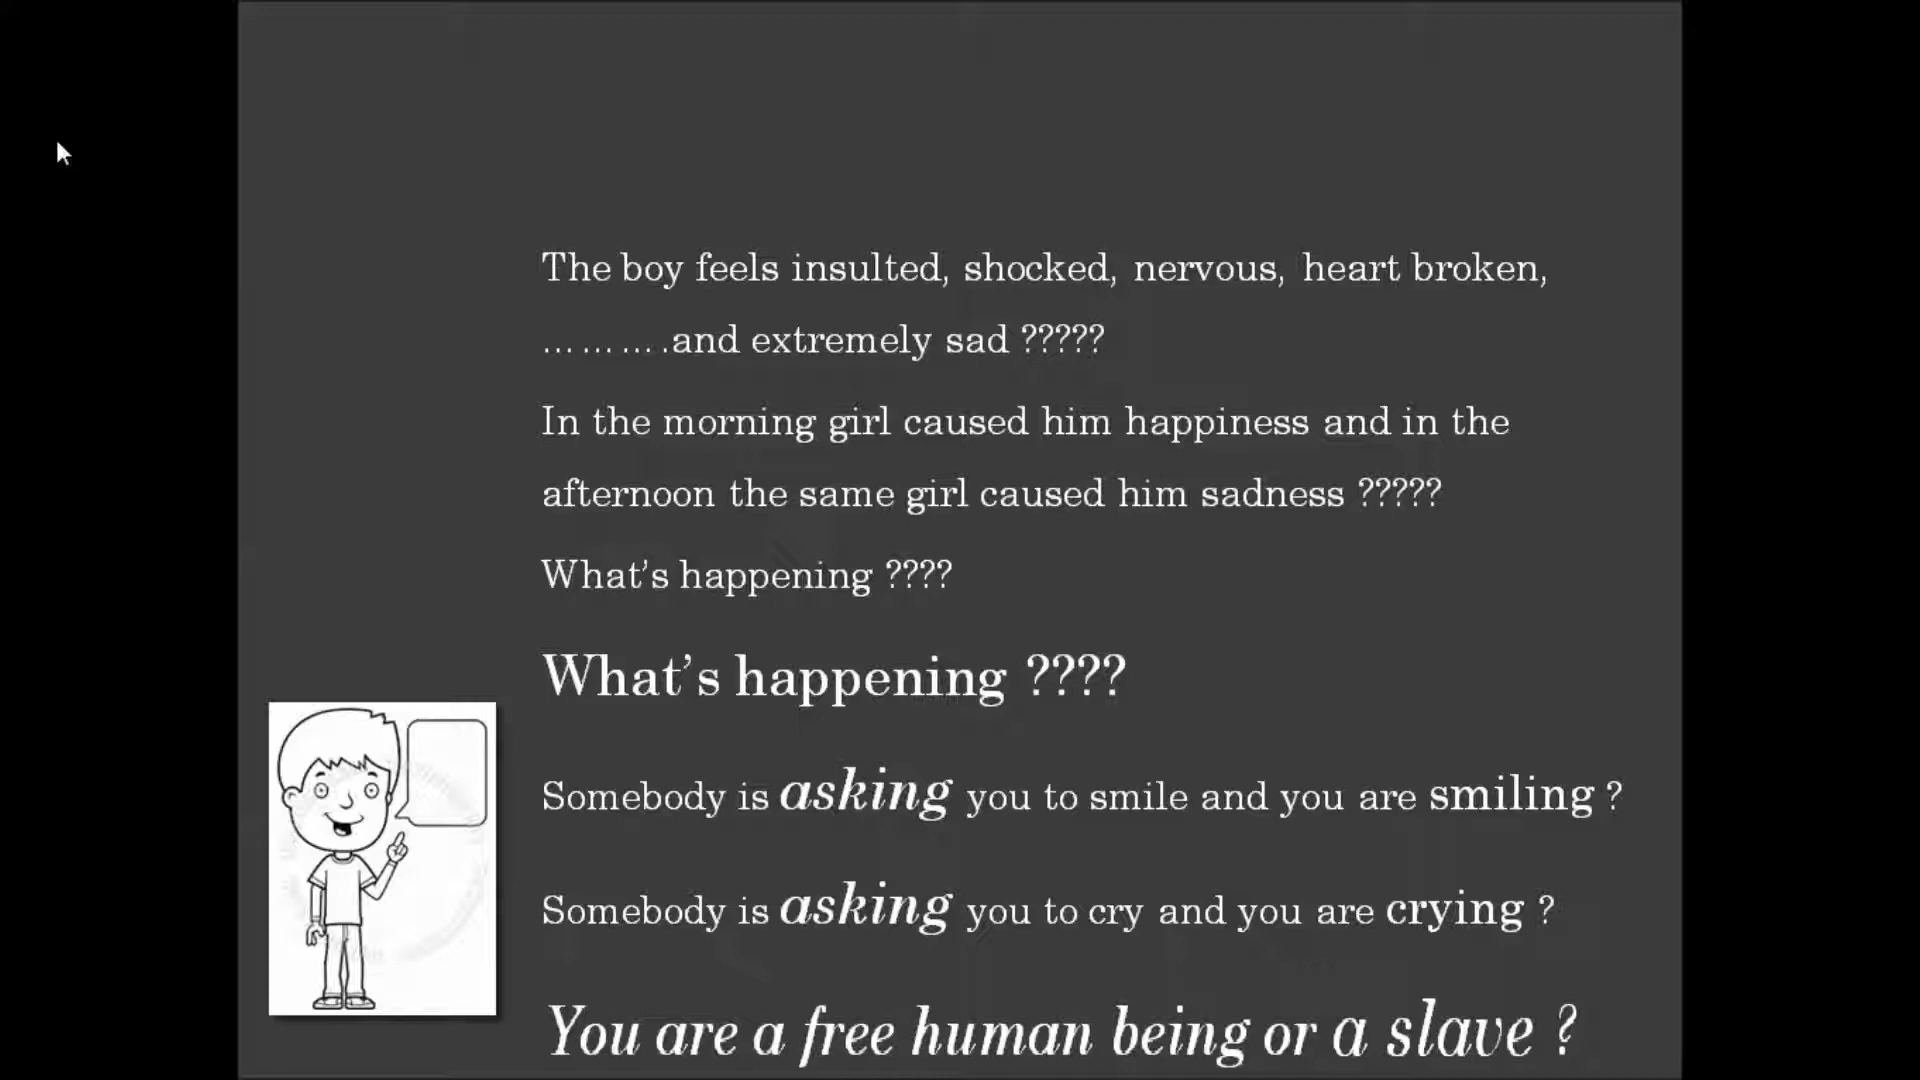 The boy feels insulted, shocked, nervous, heart broken,
……….and extremely sad ?????
In the morning girl caused him happiness and in the
afternoon the same girl caused him sadness ?????
What’s happening ????
What’s happening ????
Somebody is asking you to smile and you are smiling ?
Somebody is asking you to cry and you are crying ?
You are a free human being or a slave ?